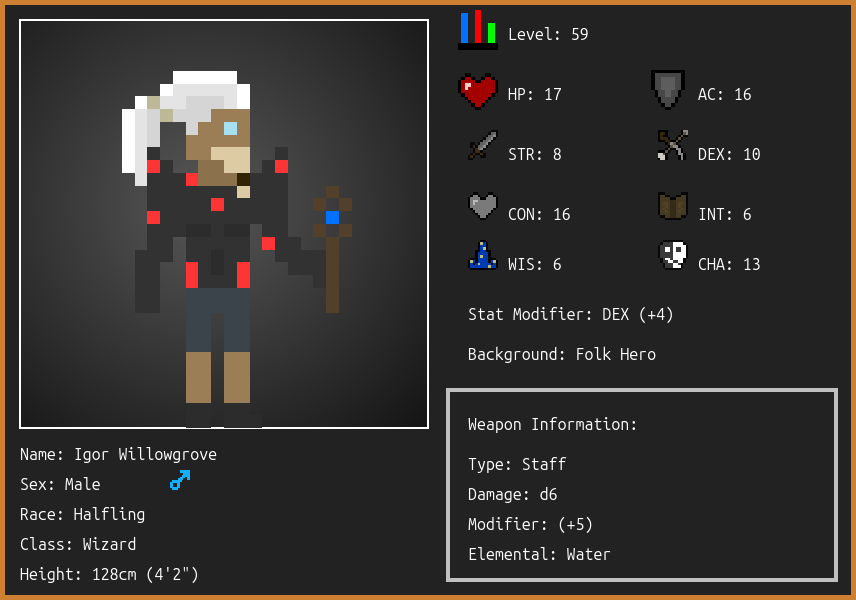 Level: 59
HP: 17
AC: 16
STR: 8
DEX: 10
CON: 16
INT: 6
WIS: 6
CHA: 13
Stat Modifier: DEX (+4)
Background: Folk Hero
Weapon Information:
Type: Staff
Damage: d6
Modifier: (+5)
Elemental: Water
Name: Igor Willowgrove
Sex: Male
Race: Halfling
Class: Wizard
Height: 128cm (4'2")